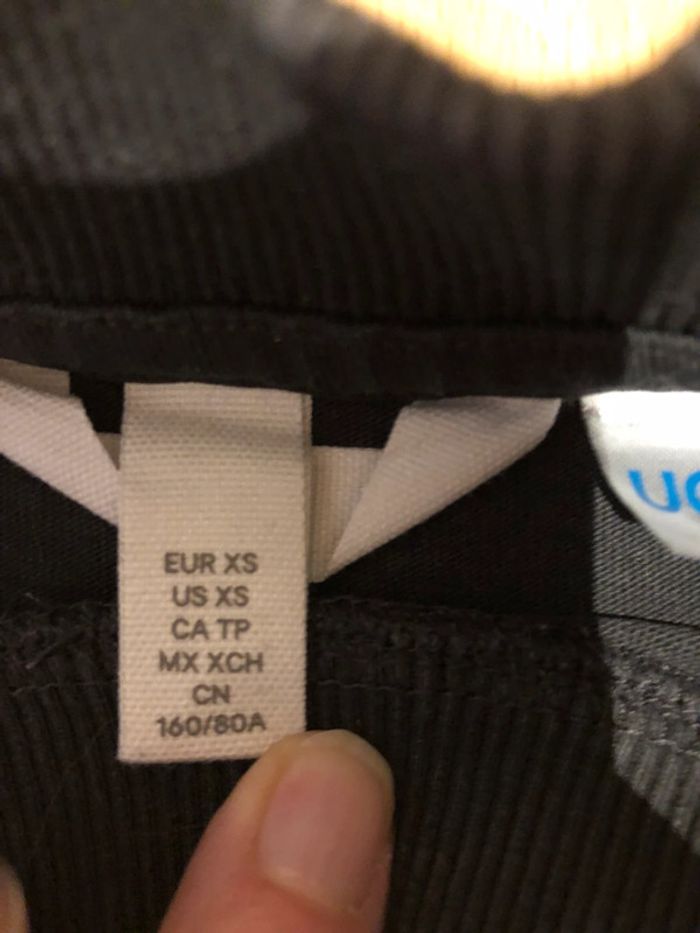 EUR XS
US XS
CA TP
MX XCH
CN
160/80A